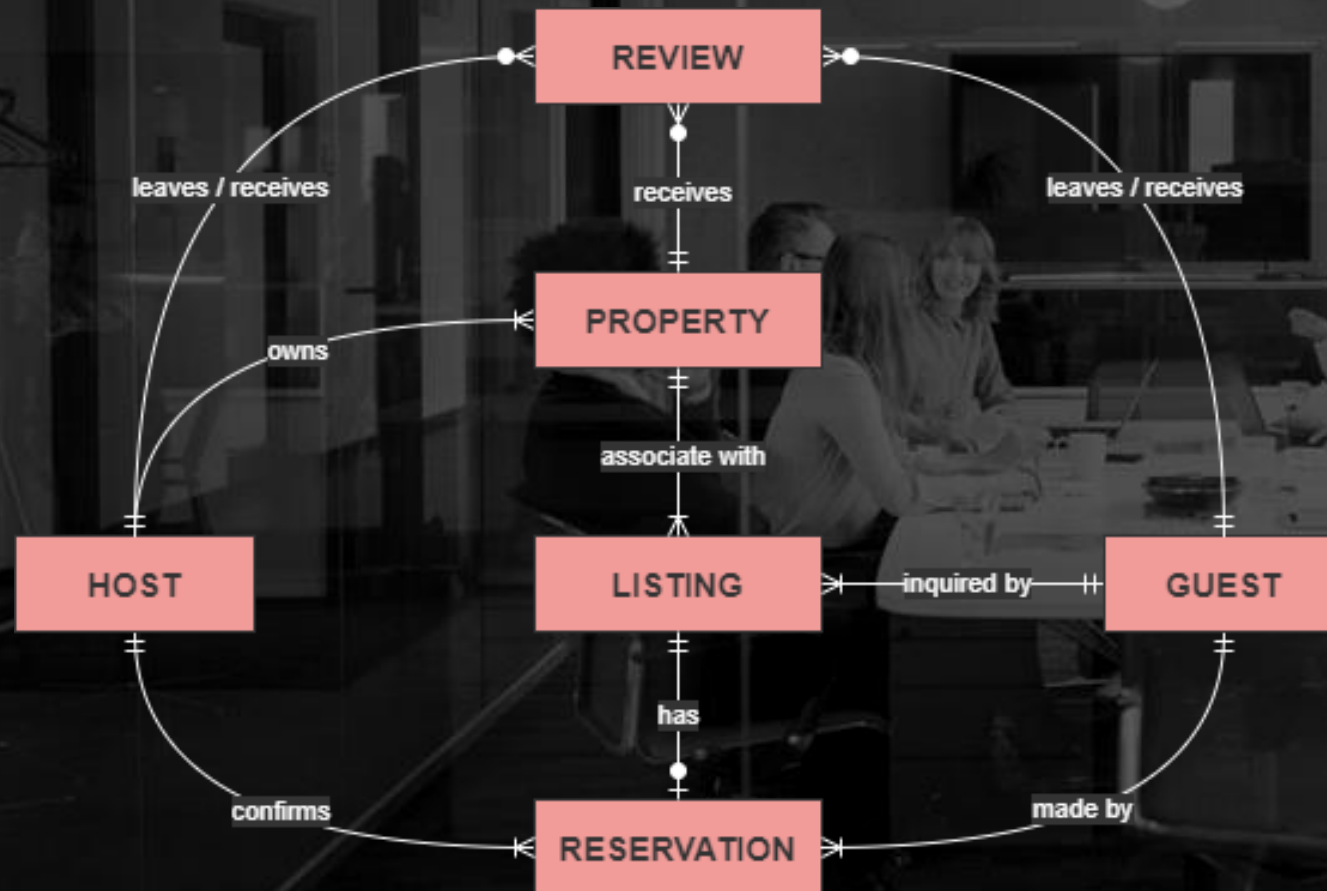 REVIEW
leaves / receives
receives
leaves / receives
PROPERTY
owns
associate with
HOST
LISTING
inquired by
GUEST
has
confirms
made by
RESERVATION